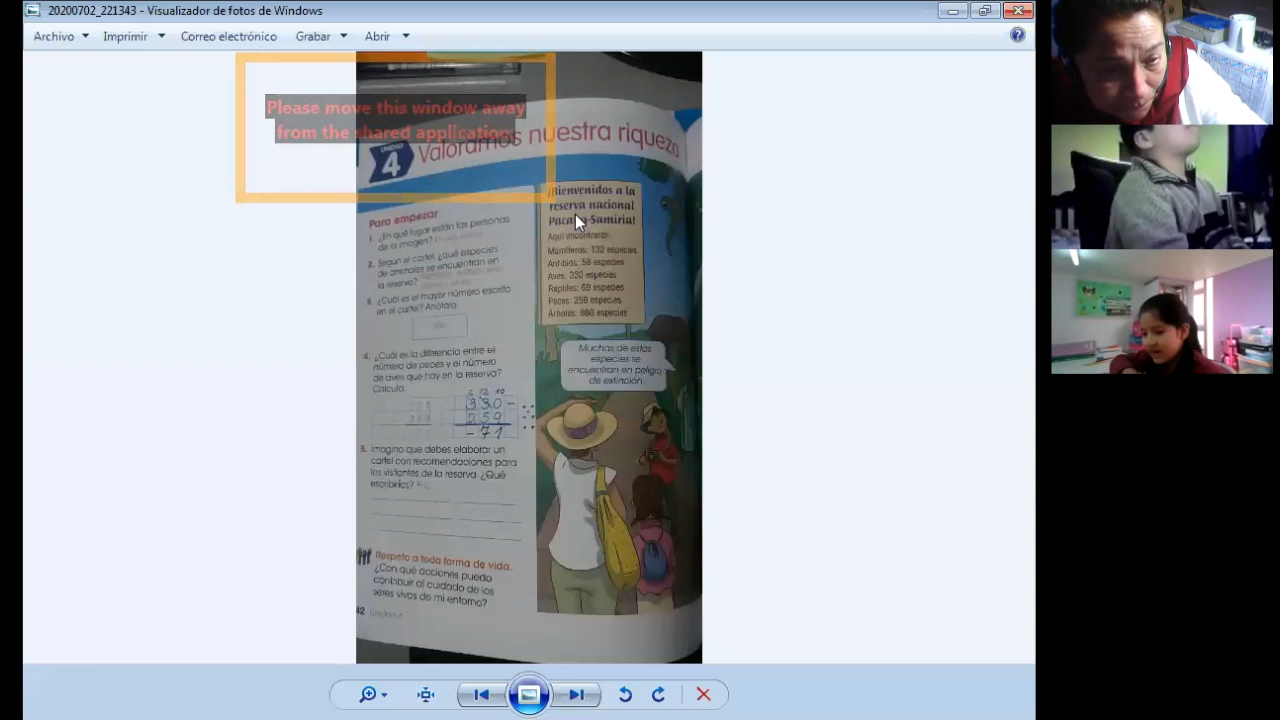 20200702_221343 - Visualizador de fotos de Windows
Archivo Imprimir Correo electrónico Grabar Abrir
Please move this window away
from the shared application.
UNIDAD
4
Valoramos nuestra riqueza
Para empezar
1. ¿En qué lugar están las personas
de la imagen?
2. Según el cartel, ¿qué especies
de animales se encuentran en
la reserva?
3. ¿Cuál es el mayor número escrito
en el cartel? Anótalo.
4. ¿Cuál es la diferencia entre el
número de peces y el número
de aves que hay en la reserva?
Calcula.
330 -
259
- 71
5. Imagina que debes elaborar un
cartel con recomendaciones para
los visitantes de la reserva. ¿Qué
escribirías?
Respeto a toda forma de vida.
¿Con qué acciones puedo
contribuir al cuidado de los
seres vivos de mi entorno?
42 Unidad 4
¡Bienvenidos a la
reserva nacional
Samiria!
Aquí encontrarán:
Mamíferos: 132 especies
Anfibios: 58 especies
Aves: 330 especies
Reptiles: 69 especies
Peces: 259 especies
Árboles: 660 especies
Muchas de estas
especies se
encuentran en peligro
de extinción